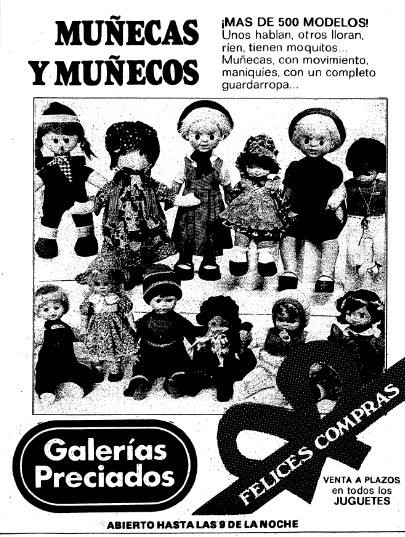 MUÑECAS
Y MUÑECOS
¡MAS DE 500 MODELOS!
Unos hablan, otros lloran,
ríen, tienen moquitos...
Muñecas, con movimiento,
maniquíes, con un completo
guardarropa...
Galerías
Preciados
FELICES COMPRAS
VENTA A PLAZOS
en todos los
JUGUETES
ABIERTO HASTA LAS 9 DE LA NOCHE